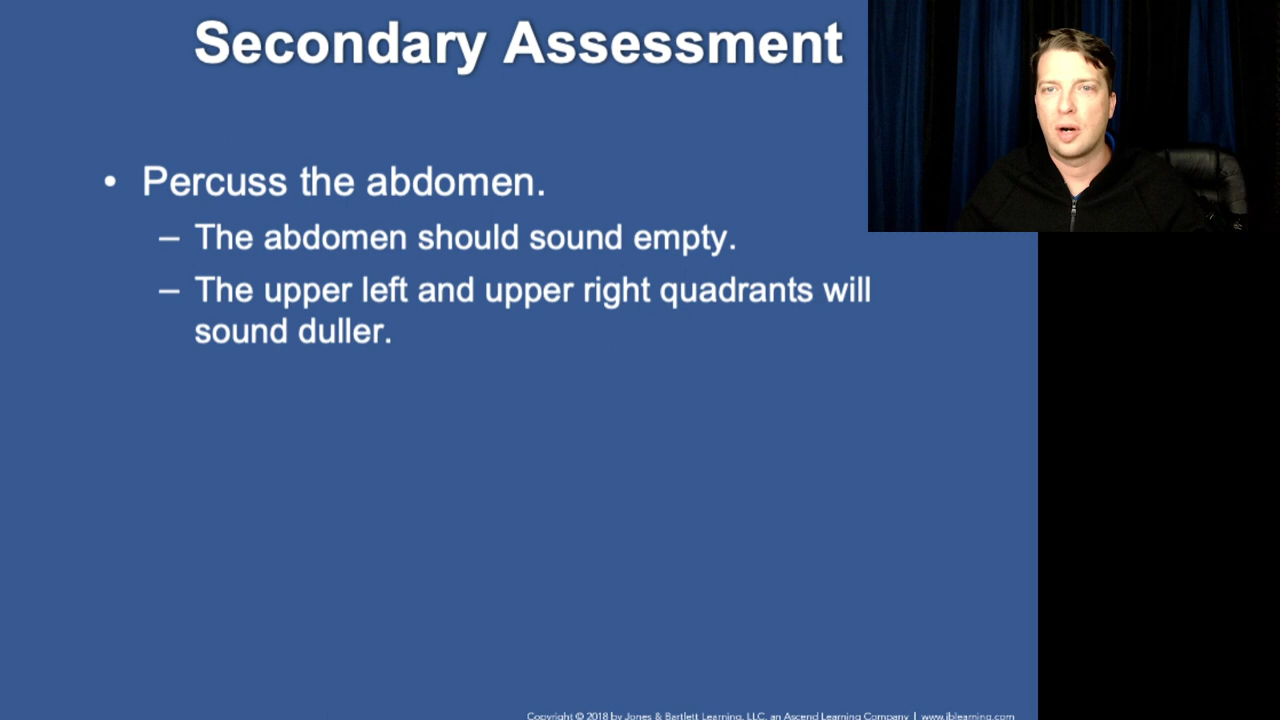 Secondary Assessment
• Percuss the abdomen.
– The abdomen should sound empty.
– The upper left and upper right quadrants will
sound duller.
Copyright © 2018 by Jones & Bartlett Learning, LLC, an Ascend Learning Company | www.jblearning.com